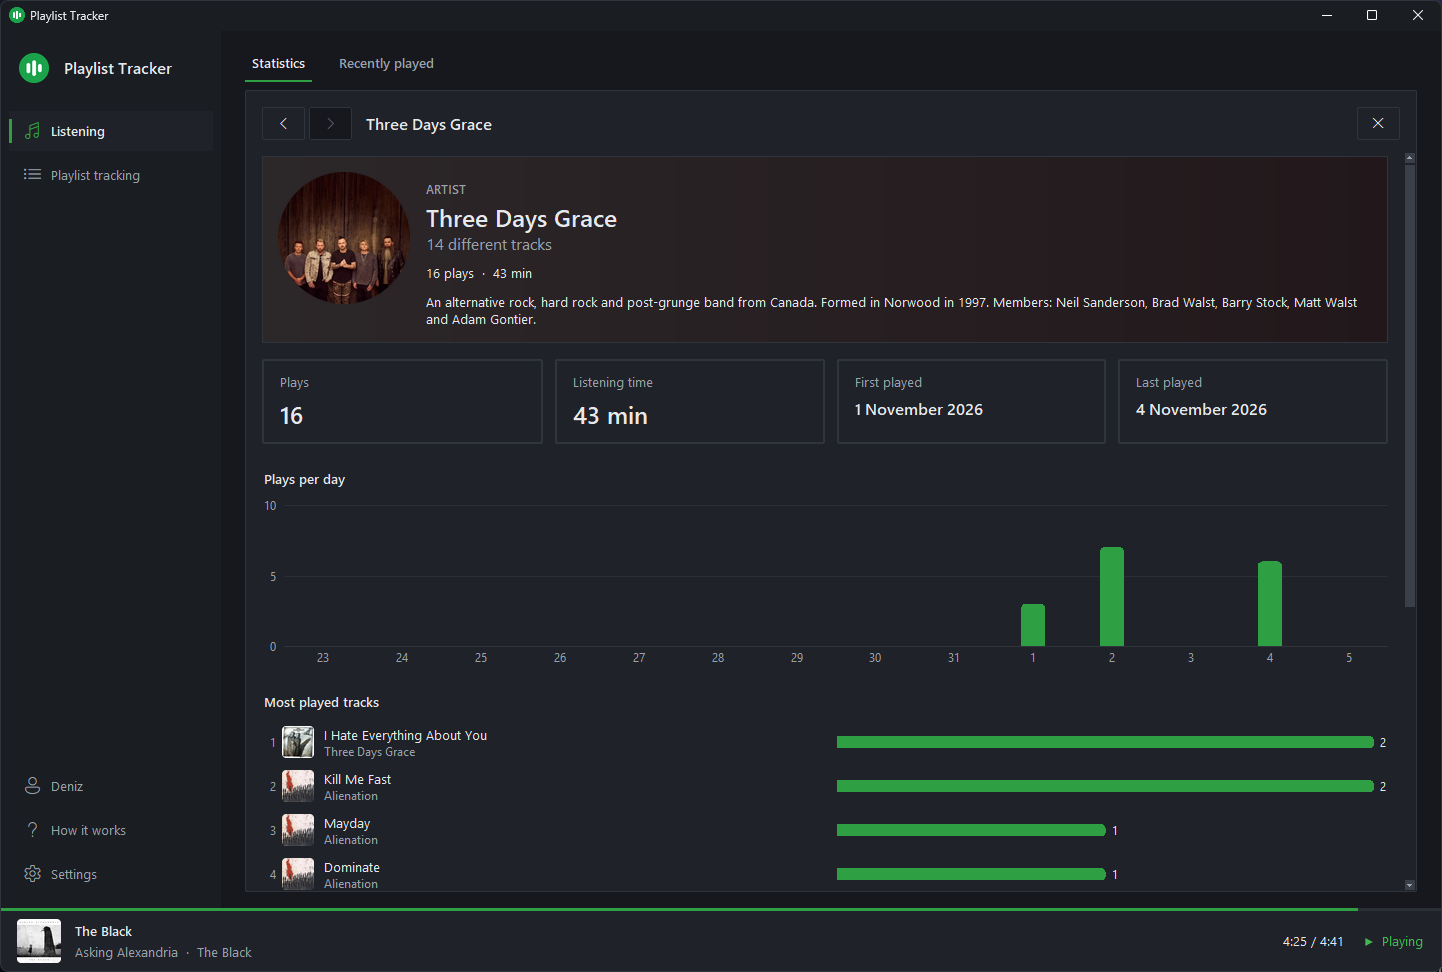 Playlist Tracker
Playlist Tracker
Listening
Playlist tracking
Deniz
How it works
Settings
Statistics
Recently played
Three Days Grace
ARTIST
Three Days Grace
14 different tracks
16 plays · 43 min
An alternative rock, hard rock and post-grunge band from Canada. Formed in Norwood in 1997. Members: Neil Sanderson, Brad Walst, Barry Stock, Matt Walst
and Adam Gontier.
Plays
16
Listening time
43 min
First played
1 November 2026
Last played
4 November 2026
Plays per day
10
5
0
23 24 25 26 27 28 29 30 31 1 2 3 4 5
Most played tracks
1 I Hate Everything About You 2
Three Days Grace
2 Kill Me Fast 2
Alienation
3 Mayday 1
Alienation
4 Dominate 1
Alienation
The Black
Asking Alexandria · The Black
4:25 / 4:41
Playing